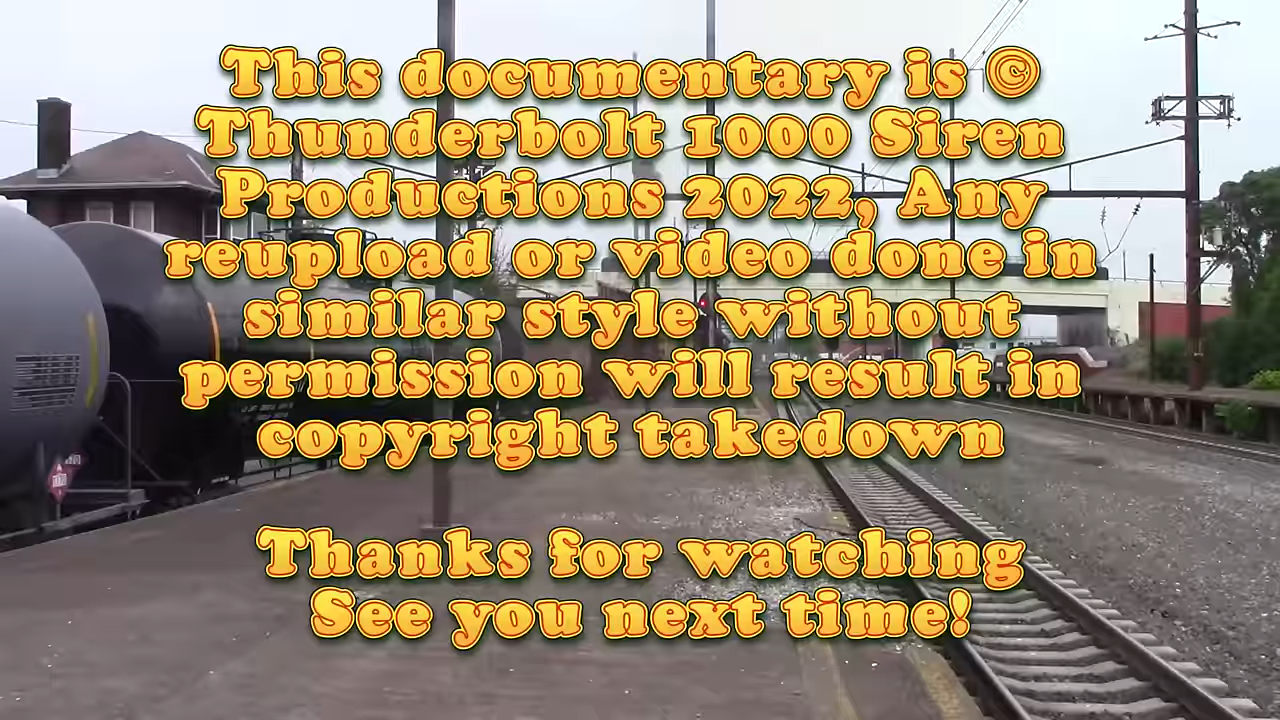 This documentary is ©
Thunderbolt 1000 Siren
Productions 2022, Any
reupload or video done in
similar style without
permission will result in
copyright takedown
Thanks for watching
See you next time!